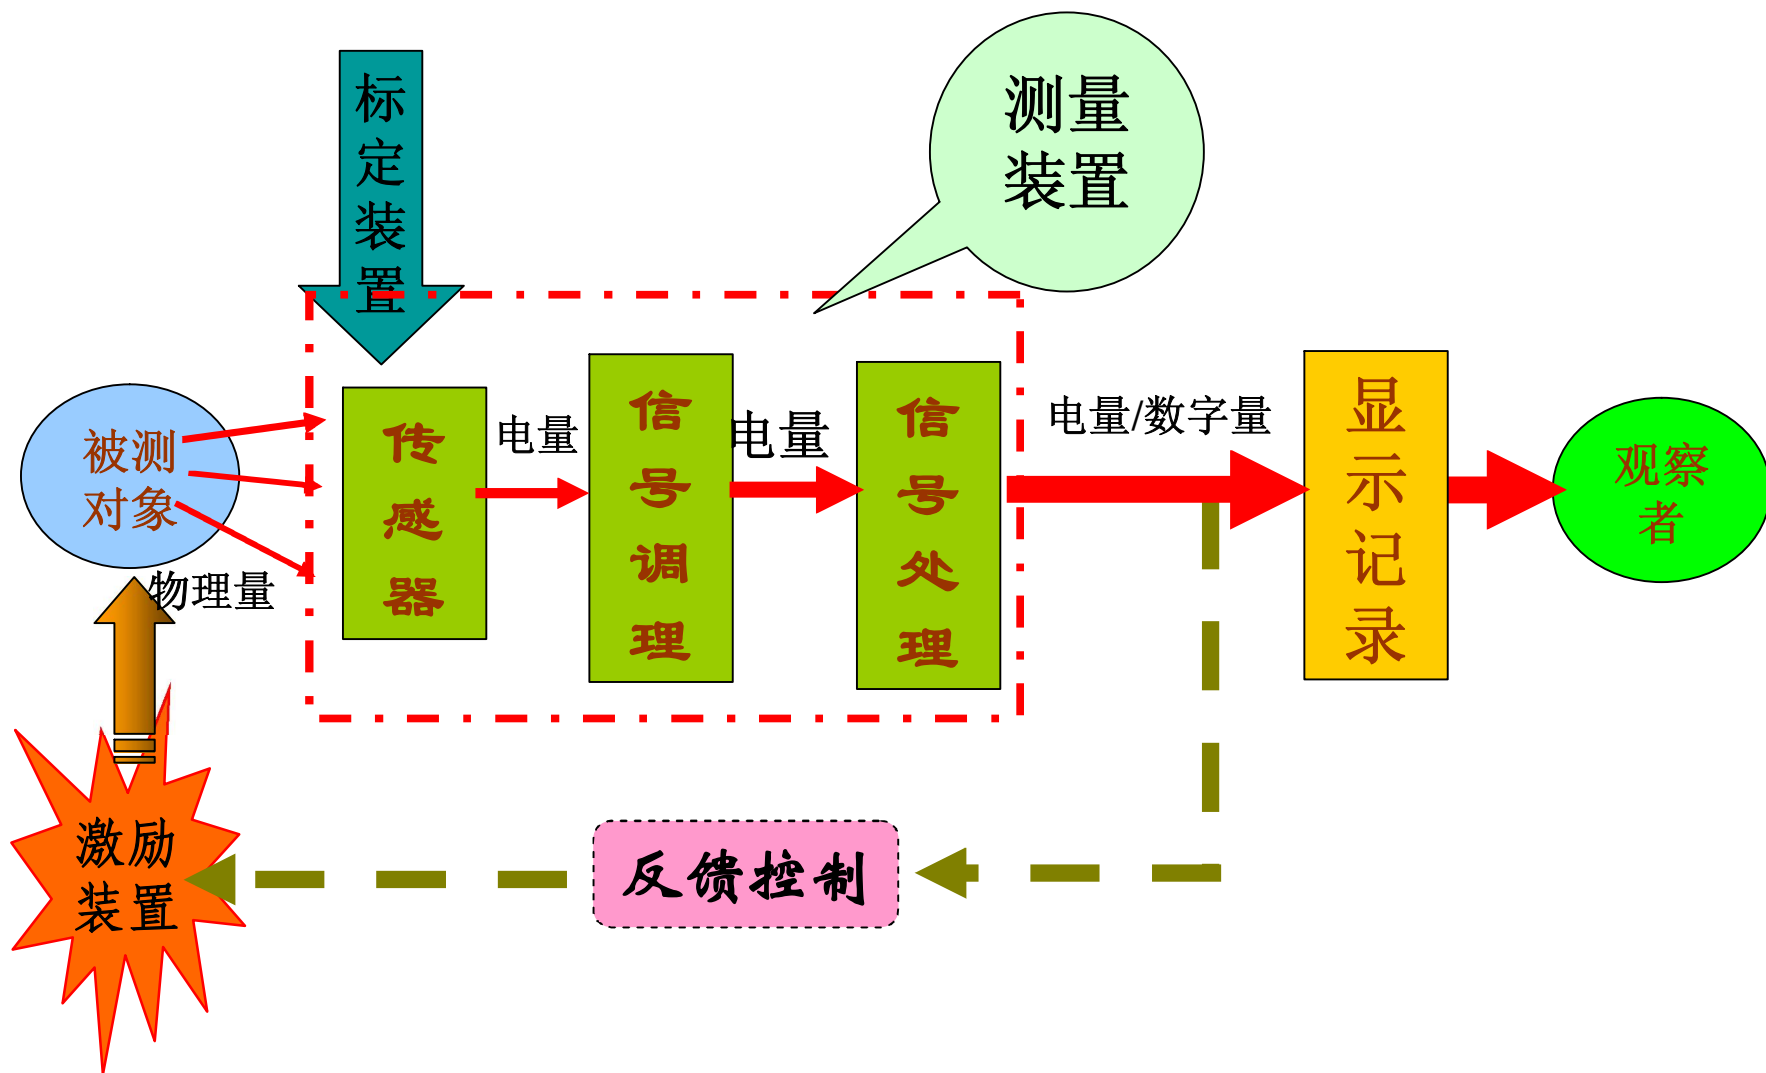 标
定
装
置
测量
装置
被测
对象
物理量
传
感
器
电量
信
号
调
理
电量
信
号
处
理
电量/数字量
显
示
记
录
观察
者
激励
装置
反馈控制